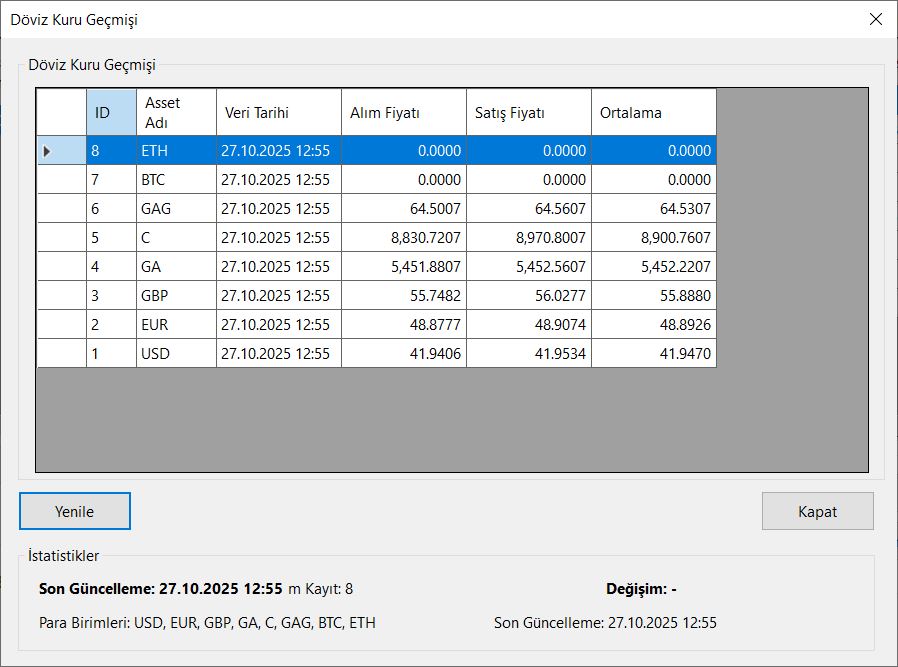 Döviz Kuru Geçmişi
Döviz Kuru Geçmişi
ID Asset Adı Veri Tarihi Alım Fiyatı Satış Fiyatı Ortalama
8 ETH 27.10.2025 12:55 0.0000 0.0000 0.0000
7 BTC 27.10.2025 12:55 0.0000 0.0000 0.0000
6 GAG 27.10.2025 12:55 64.5007 64.5607 64.5307
5 C 27.10.2025 12:55 8,830.7207 8,970.8007 8,900.7607
4 GA 27.10.2025 12:55 5,451.8807 5,452.5607 5,452.2207
3 GBP 27.10.2025 12:55 55.7482 56.0277 55.8880
2 EUR 27.10.2025 12:55 48.8777 48.9074 48.8926
1 USD 27.10.2025 12:55 41.9406 41.9534 41.9470
Yenile Kapat
İstatistikler
Son Güncelleme: 27.10.2025 12:55 m Kayıt: 8 Değişim: -
Para Birimleri: USD, EUR, GBP, GA, C, GAG, BTC, ETH Son Güncelleme: 27.10.2025 12:55